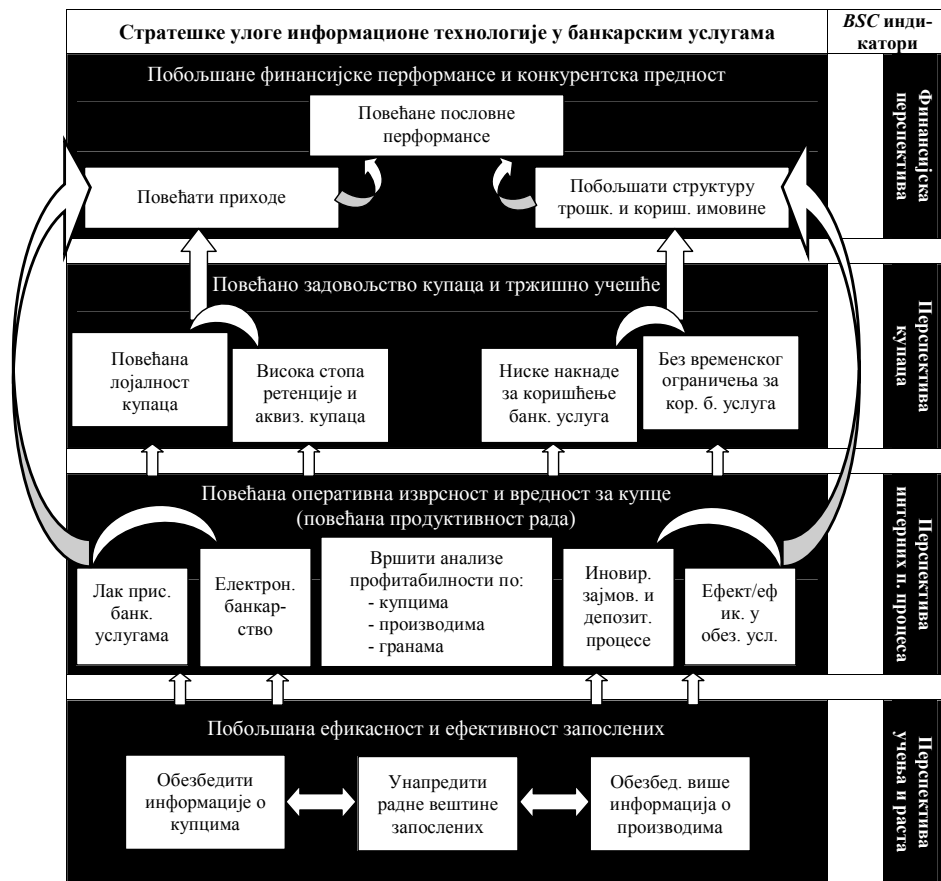 Стратешке улоге информационе технологије у банкарским услугама
BSC инди-
катори
Побољшане финансијске перформансе и конкурентска предност
Повећане пословне
перформансе
Повећати приходе
Побољшати структуру
трошк. и кориш. имовине
Финансијска
перспектива
Повећано задовољство купаца и тржишно учешће
Повећана
лојалност
купаца
Висока стопа
ретенције и
аквиз. купаца
Ниске накнаде
за коришћење
банк. услуга
Без временског
ограничења за
кор. б. услуга
Перспектива
купаца
Повећана оперативна изврсност и вредност за купце
(повећана продуктивност рада)
Лак прис.
банк.
услугама
Електрон.
банкар-
ство
Вршити анализе
профитабилности по:
- купцима
- производима
- гранама
Иновир.
зајмов. и
депозит.
процесе
Ефект/еф
ик. у
обез. усл.
Перспектива
интерних п. процеса
Побољшана ефикасност и ефективност запослених
Обезбедити
информације о
купцима
Унапредити
радне вештине
запослених
Обезбед. више
информација о
производима
Перспектива
учења и раста